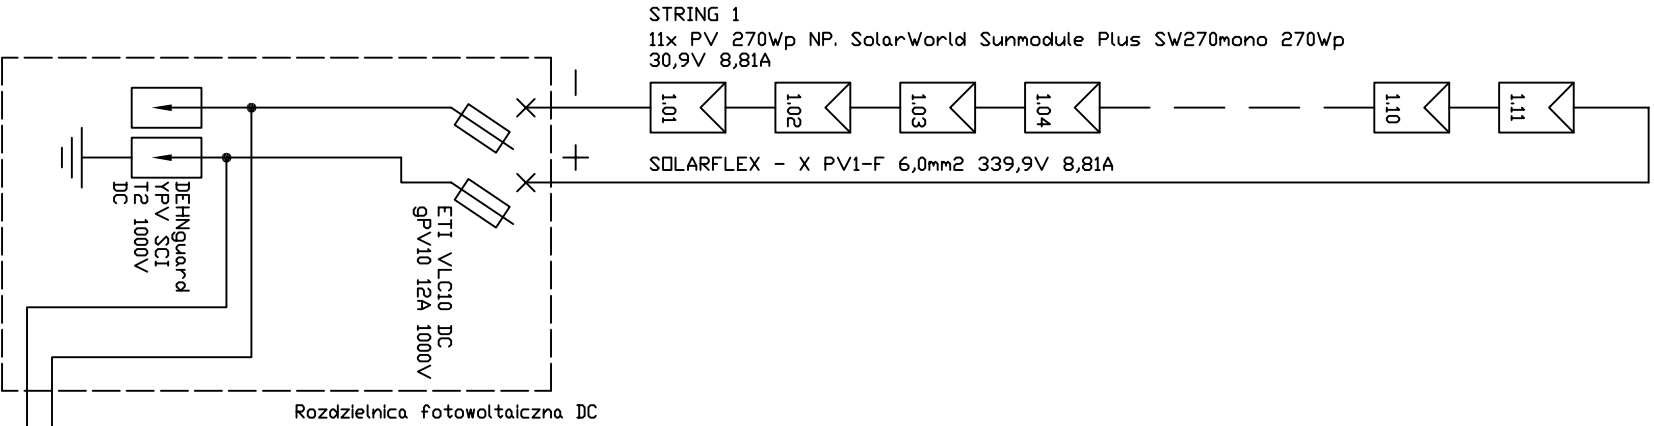 STRING 1
11x PV 270Wp NP. SolarWorld Sunmodule Plus SW270mono 270Wp
30,9V 8,81A
1.01
1.02
1.03
1.04
1.10
1.11
SOLARFLEX - X PV1-F 6,0mm2 339,9V 8,81A
DEHNguard
YPV SCI
T2 1000V
DC
ETI VLC10 DC
gPV10 12A 1000V
Rozdzielnica fotowoltaiczna DC